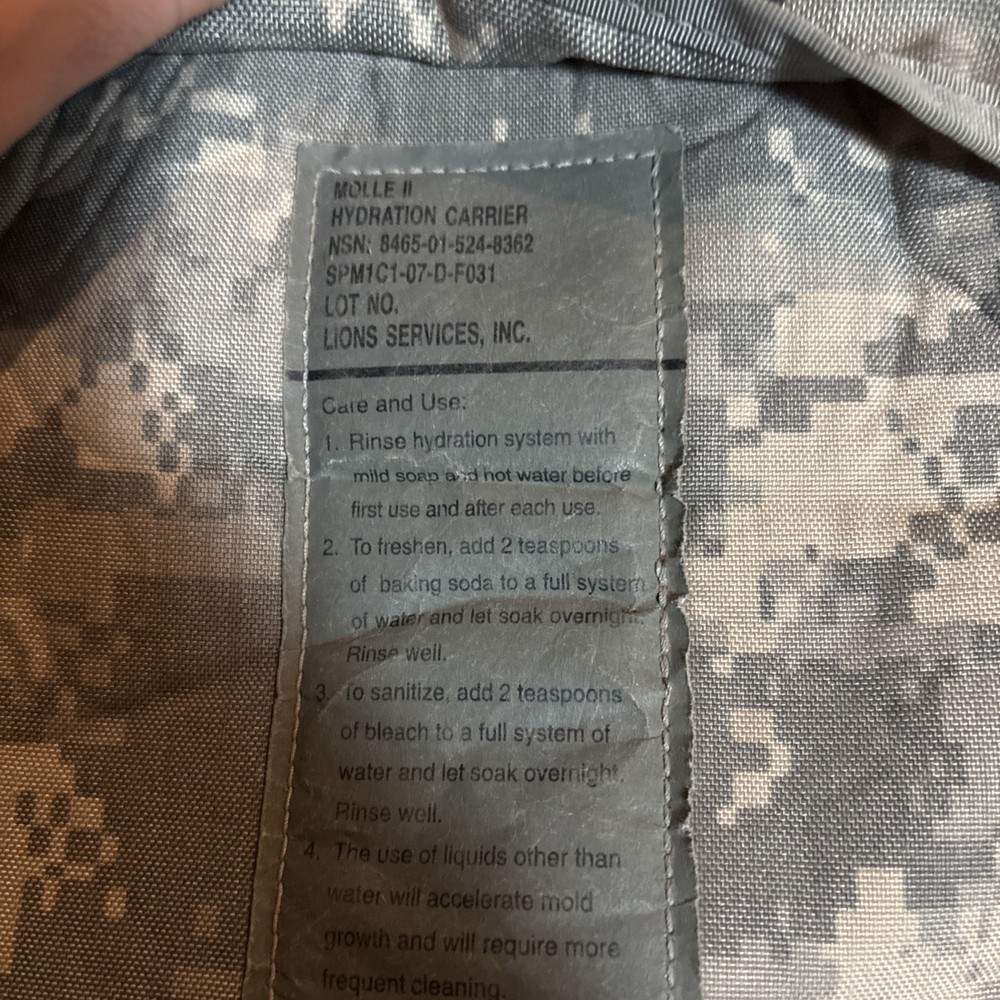 MOLLE II
HYDRATION CARRIER
NSN: 8465-01-524-8362
SPM1C1-07-D-F031
LOT NO.
LIONS SERVICES, INC.
Care and Use:
1. Rinse hydration system with
mild soap and hot water before
first use and after each use.
2. To freshen, add 2 teaspoons
of baking soda to a full system
of water and let soak overnight.
Rinse well.
3. To sanitize, add 2 teaspoons
of bleach to a full system of
water and let soak overnight.
Rinse well.
4. The use of liquids other than
water will accelerate mold
growth and will require more
frequent cleaning.